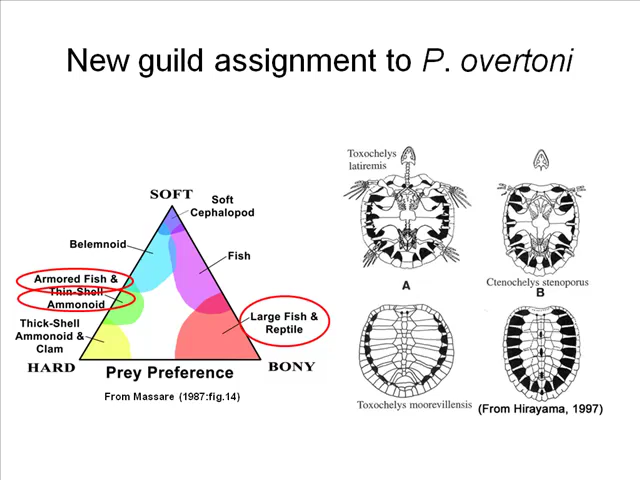 New guild assignment to P. overtoni
SOFT
Soft
Cephalopod
Belemnoid
Fish
Armored Fish &
Thin-Shell
Ammonoid
Large Fish &
Reptile
Thick-Shell
Ammonoid &
Clam
HARD
Prey Preference
BONY
From Massare (1987:fig.14)
Toxochelys
latiremis
A
Ctenochelys stenoporus
B
Toxochelys moorevillensis
(From Hirayama, 1997)